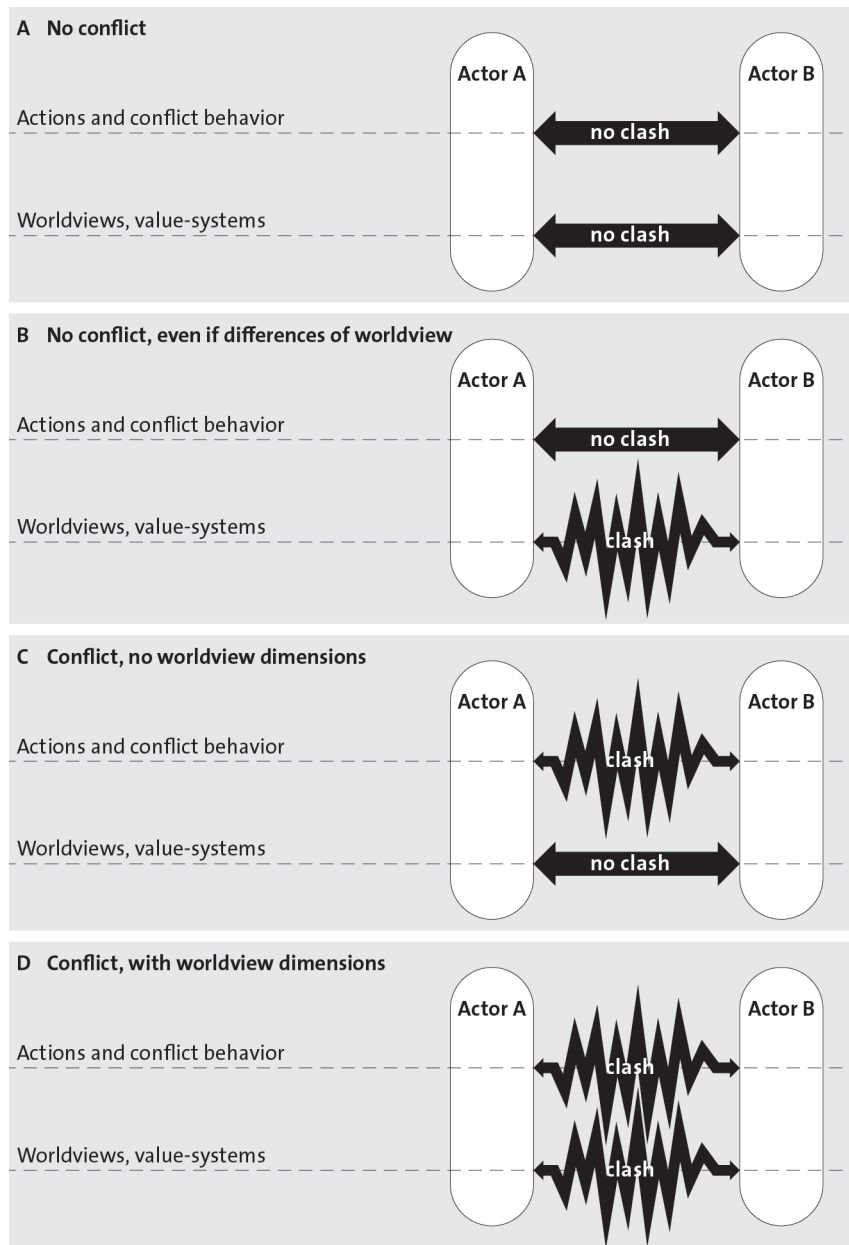 A No conflict
Actor A
Actor B
Actions and conflict behavior
no clash
Worldviews, value-systems
no clash
B No conflict, even if differences of worldview
Actor A
Actor B
Actions and conflict behavior
no clash
Worldviews, value-systems
clash
C Conflict, no worldview dimensions
Actor A
Actor B
Actions and conflict behavior
clash
Worldviews, value-systems
no clash
D Conflict, with worldview dimensions
Actor A
Actor B
Actions and conflict behavior
clash
Worldviews, value-systems
clash